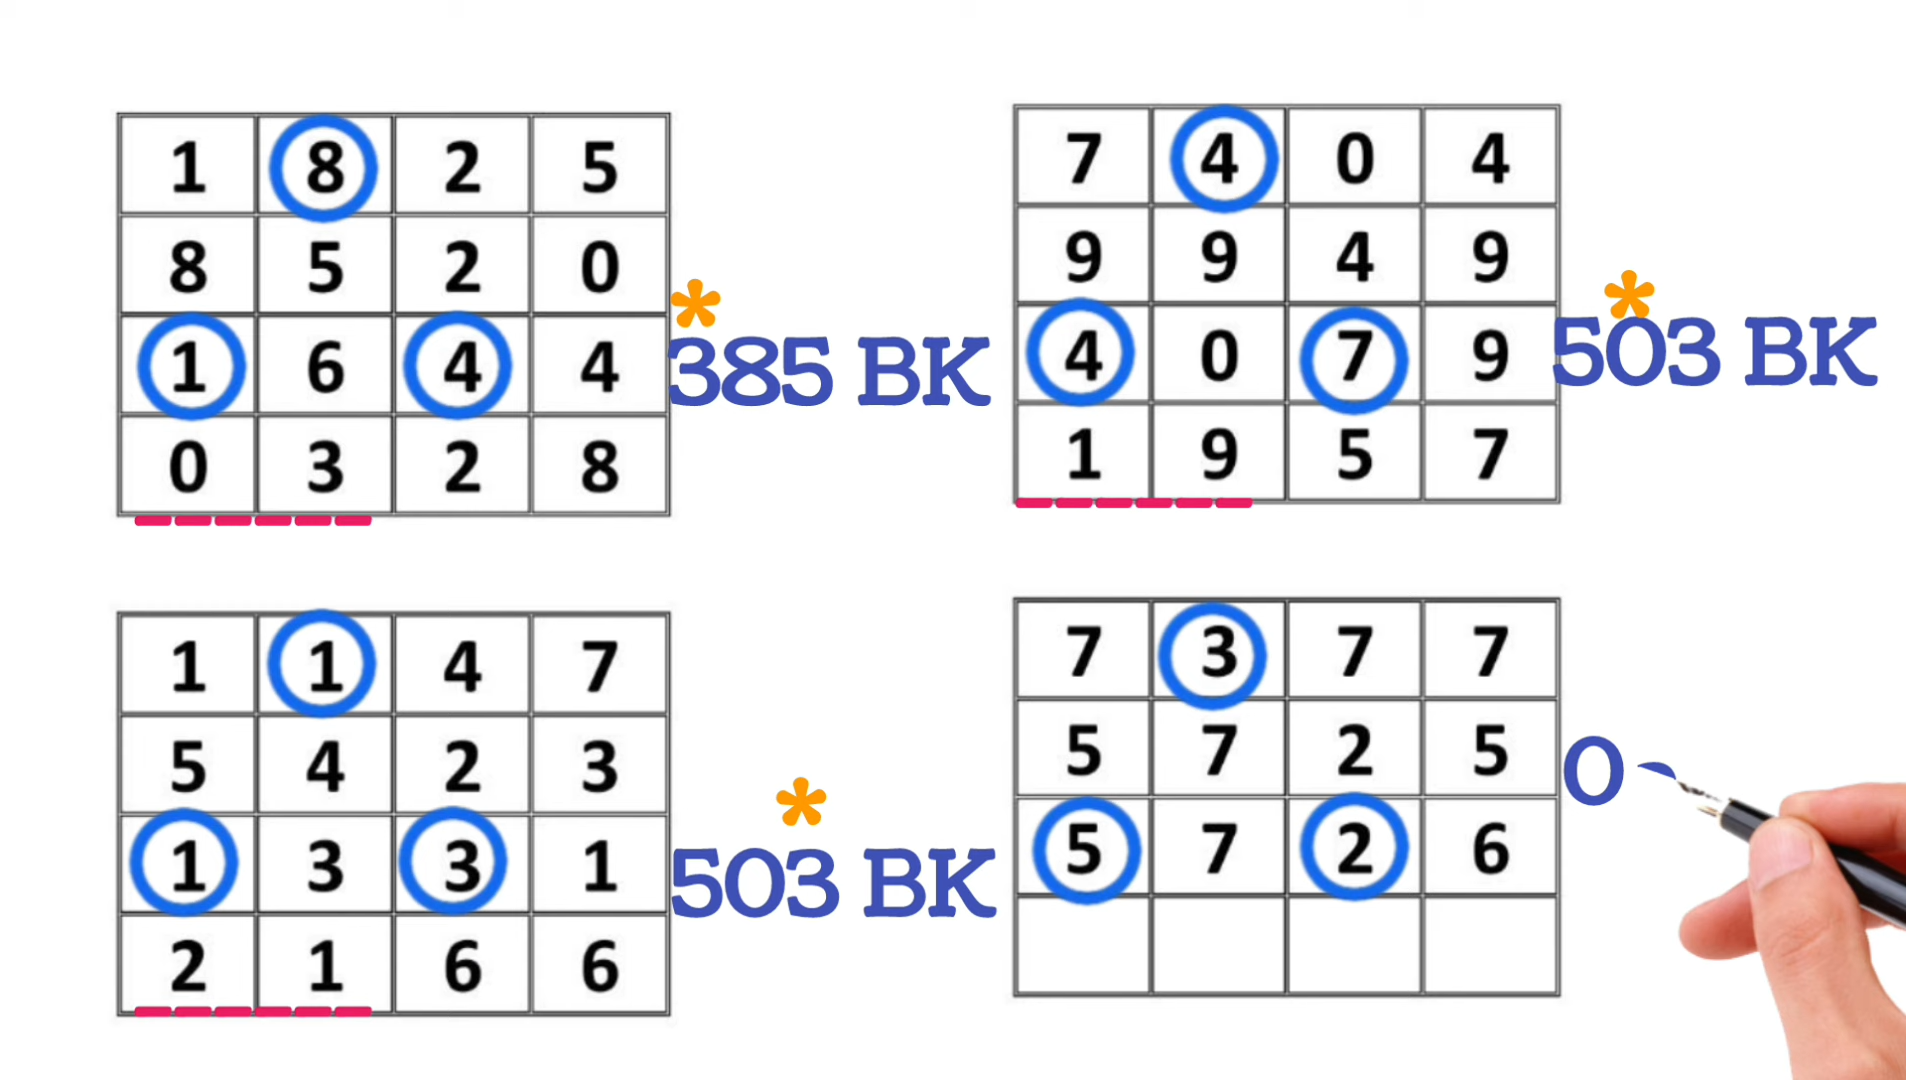 1 8 2 5
8 5 2 0
1 6 4 4
0 3 2 8
* 385 BK
7 4 0 4
9 9 4 9
4 0 7 9
1 9 5 7
* 503 BK
1 1 4 7
5 4 2 3
1 3 3 1
2 1 6 6
* 503 BK
7 3 7 7
5 7 2 5
5 7 2 6
0